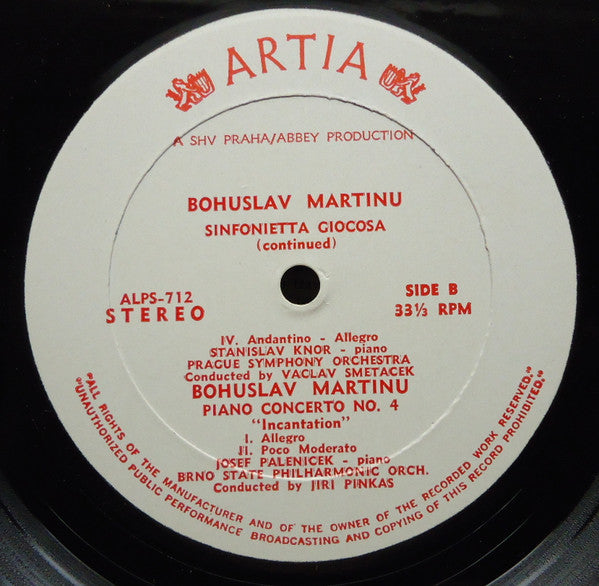 ARTIA
A SHV PRAHA/ABBEY PRODUCTION
BOHUSLAV MARTINU
SINFONIETTA GIOCOSA
(continued)
ALPS-712
STEREO
SIDE B
33⅓ RPM
IV. Andantino - Allegro
STANISLAV KNOR - piano
PRAGUE SYMPHONY ORCHESTRA
Conducted by VACLAV SMETACEK
BOHUSLAV MARTINU
PIANO CONCERTO NO. 4
"Incantation"
I. Allegro
II. Poco Moderato
JOSEF PALENICEK - piano
BRNO STATE PHILHARMONIC ORCH.
Conducted by JIRI PINKAS
"ALL RIGHTS OF THE MANUFACTURER AND OF THE OWNER OF THE RECORDED WORK RESERVED."
"UNAUTHORIZED PUBLIC PERFORMANCE BROADCASTING AND COPYING OF THIS RECORD PROHIBITED."